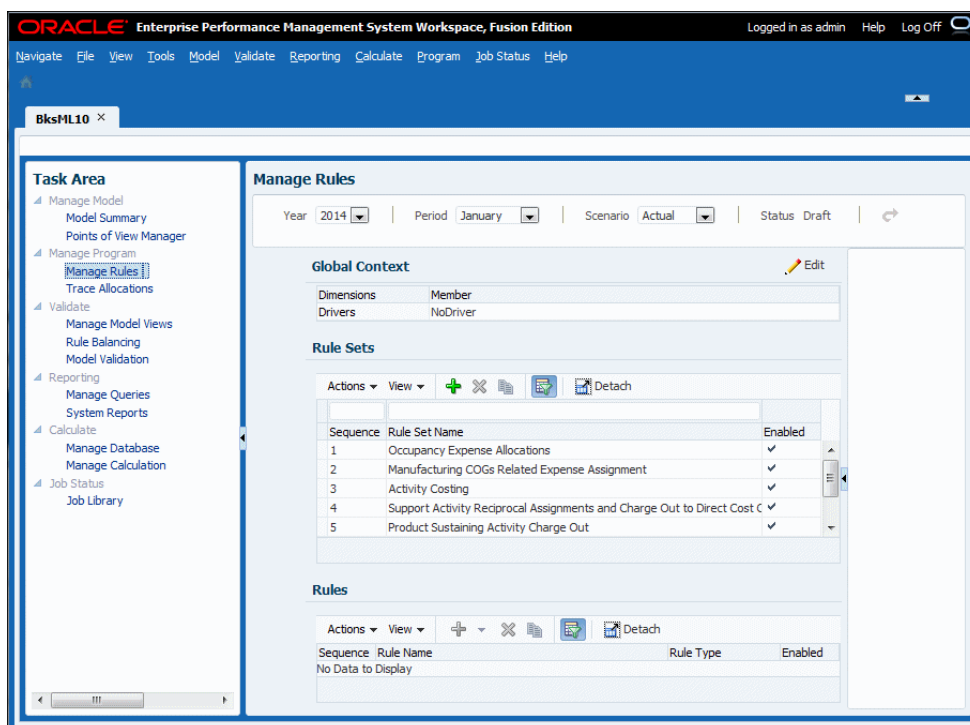 ORACLE Enterprise Performance Management System Workspace, Fusion Edition Logged in as admin Help Log Off
Navigate File View Tools Model Validate Reporting Calculate Program Job Status Help
BksML10
Task Area
Manage Model
Model Summary
Points of View Manager
Manage Program
Manage Rules
Trace Allocations
Validate
Manage Model Views
Rule Balancing
Model Validation
Reporting
Manage Queries
System Reports
Calculate
Manage Database
Manage Calculation
Job Status
Job Library
Manage Rules
Year 2014 Period January Scenario Actual Status Draft
Global Context Edit
Dimensions Member
Drivers NoDriver
Rule Sets
Actions View Detach
Sequence Rule Set Name Enabled
1 Occupancy Expense Allocations
2 Manufacturing COGs Related Expense Assignment
3 Activity Costing
4 Support Activity Reciprocal Assignments and Charge Out to Direct Cost C
5 Product Sustaining Activity Charge Out
Rules
Actions View Detach
Sequence Rule Name Rule Type Enabled
No Data to Display